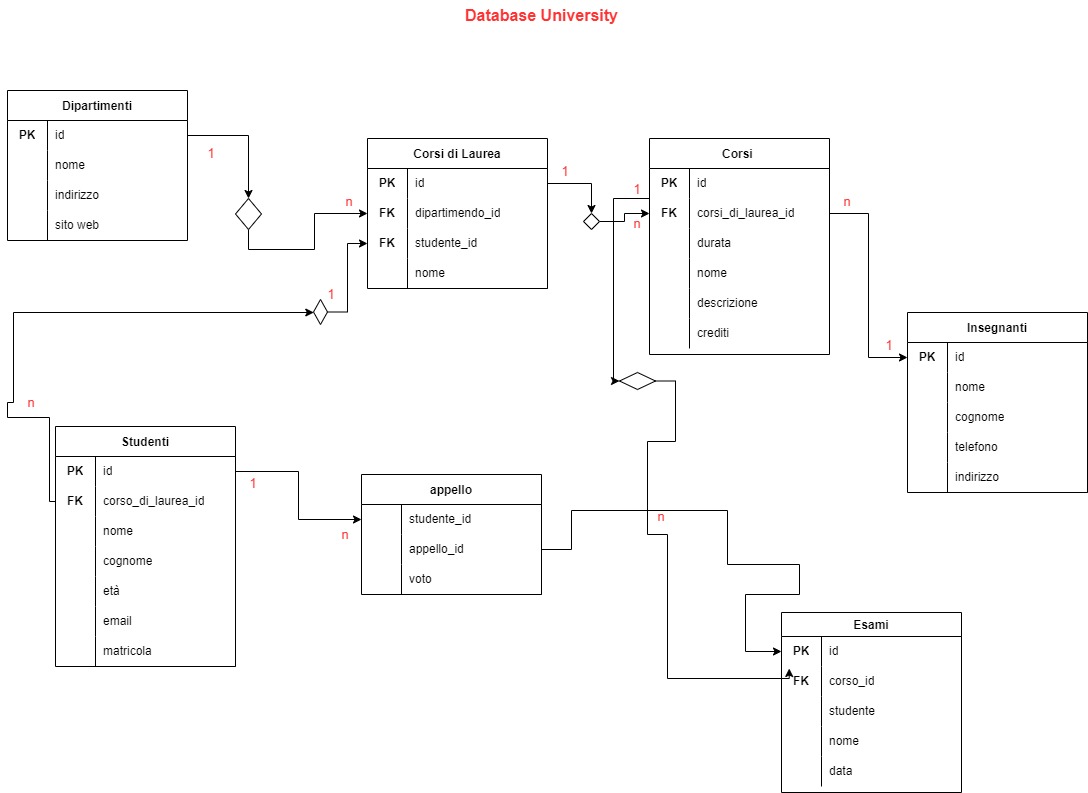 Database University
Dipartimenti
PK id
nome
indirizzo
sito web
1
n
Corsi di Laurea
PK id
FK dipartimendo_id
FK studente_id
nome
1
1
n
1
Corsi
PK id
FK corsi_di_laurea_id
durata
nome
descrizione
crediti
n
1
Insegnanti
PK id
nome
cognome
telefono
indirizzo
n
Studenti
PK id
FK corso_di_laurea_id
nome
cognome
età
email
matricola
1
n
appello
studente_id
appello_id
voto
n
Esami
PK id
FK corso_id
studente
nome
data